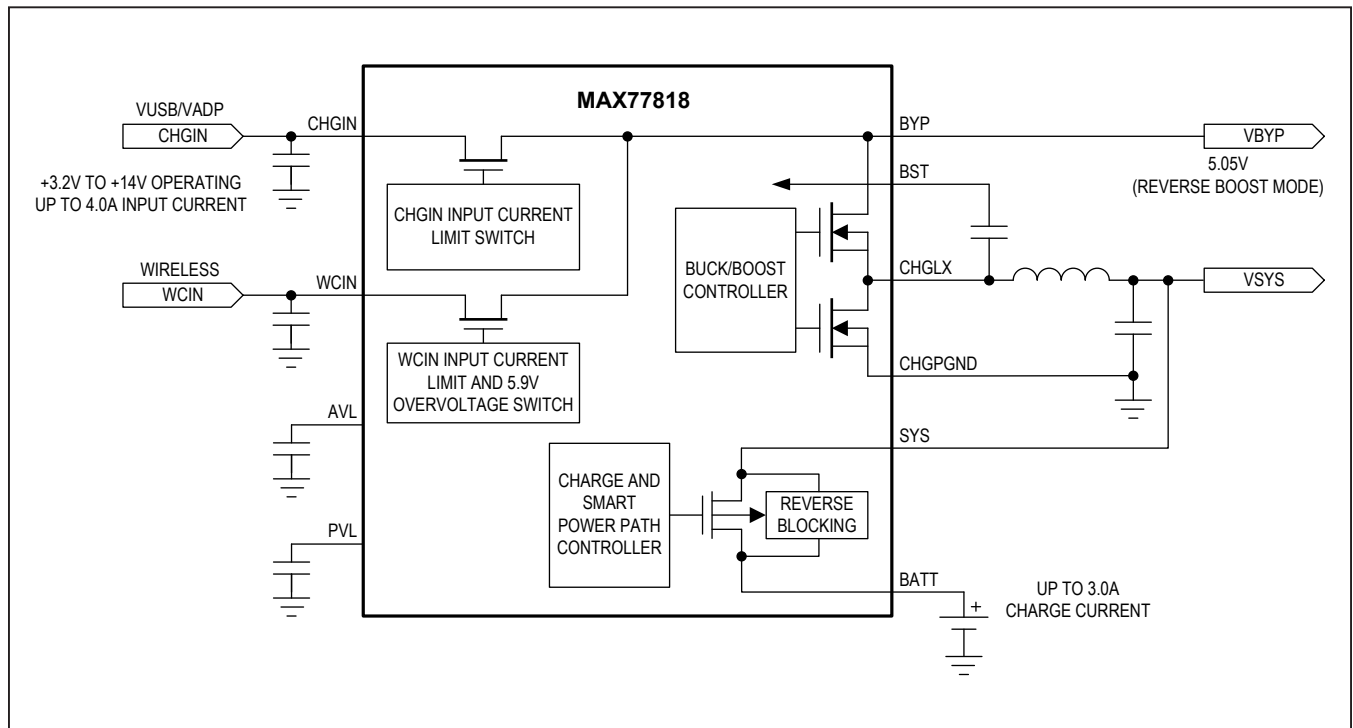 MAX77818
VUSB/VADP
CHGIN
CHGIN
+3.2V TO +14V OPERATING
UP TO 4.0A INPUT CURRENT
CHGIN INPUT CURRENT
LIMIT SWITCH
WIRELESS
WCIN
WCIN
WCIN INPUT CURRENT
LIMIT AND 5.9V
OVERVOLTAGE SWITCH
AVL
PVL
BUCK/BOOST
CONTROLLER
BYP
VBYP
5.05V
(REVERSE BOOST MODE)
BST
CHGLX
VSYS
CHGPGND
SYS
CHARGE AND
SMART
POWER PATH
CONTROLLER
REVERSE
BLOCKING
BATT
+
UP TO 3.0A
CHARGE CURRENT